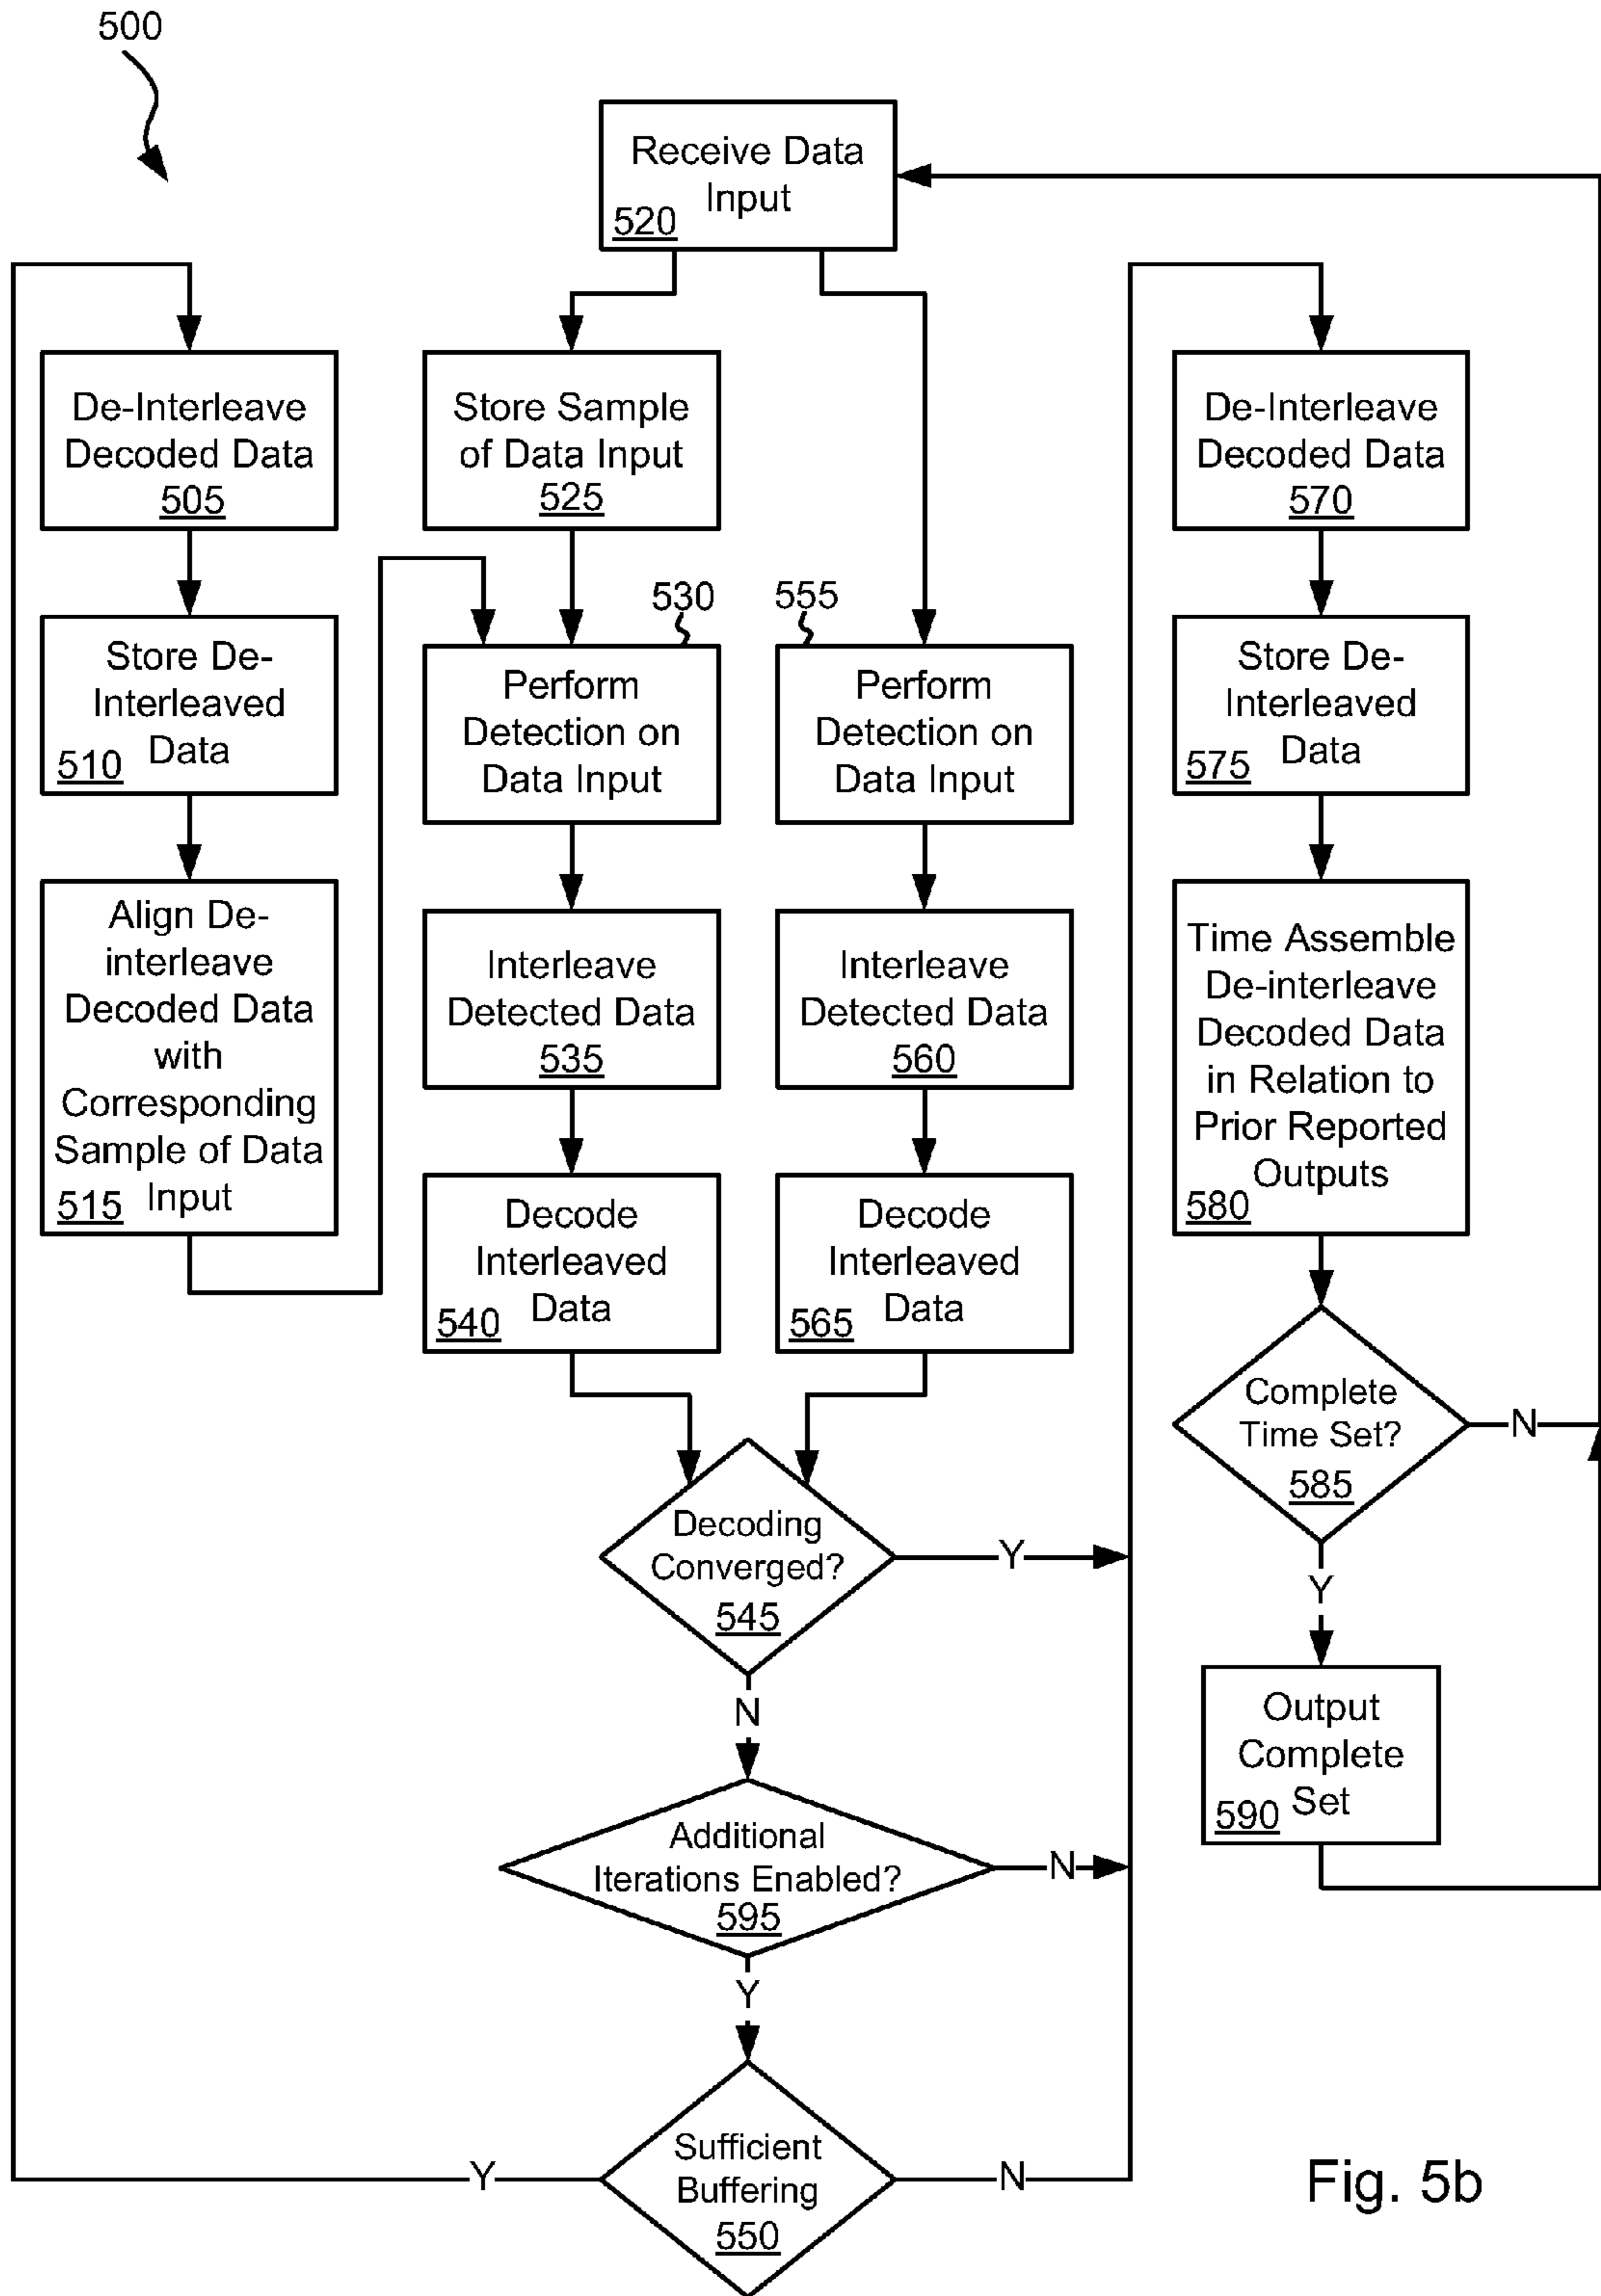 500
Receive Data
Input
520
De-Interleave
Decoded Data
505
Store De-
Interleaved
Data
510
Align De-
interleave
Decoded Data
with
Corresponding
Sample of Data
Input
515
Store Sample
of Data Input
525
530
Perform
Detection on
Data Input
Interleave
Detected Data
535
Decode
Interleaved
Data
540
555
Perform
Detection on
Data Input
Interleave
Detected Data
560
Decode
Interleaved
Data
565
Decoding
Converged?
545
Y
N
Additional
Iterations Enabled?
595
N
Y
Sufficient
Buffering
550
Y
N
De-Interleave
Decoded Data
570
Store De-
Interleaved
Data
575
Time Assemble
De-interleave
Decoded Data
in Relation to
Prior Reported
Outputs
580
Complete
Time Set?
585
N
Y
Output
Complete
Set
590
Fig. 5b